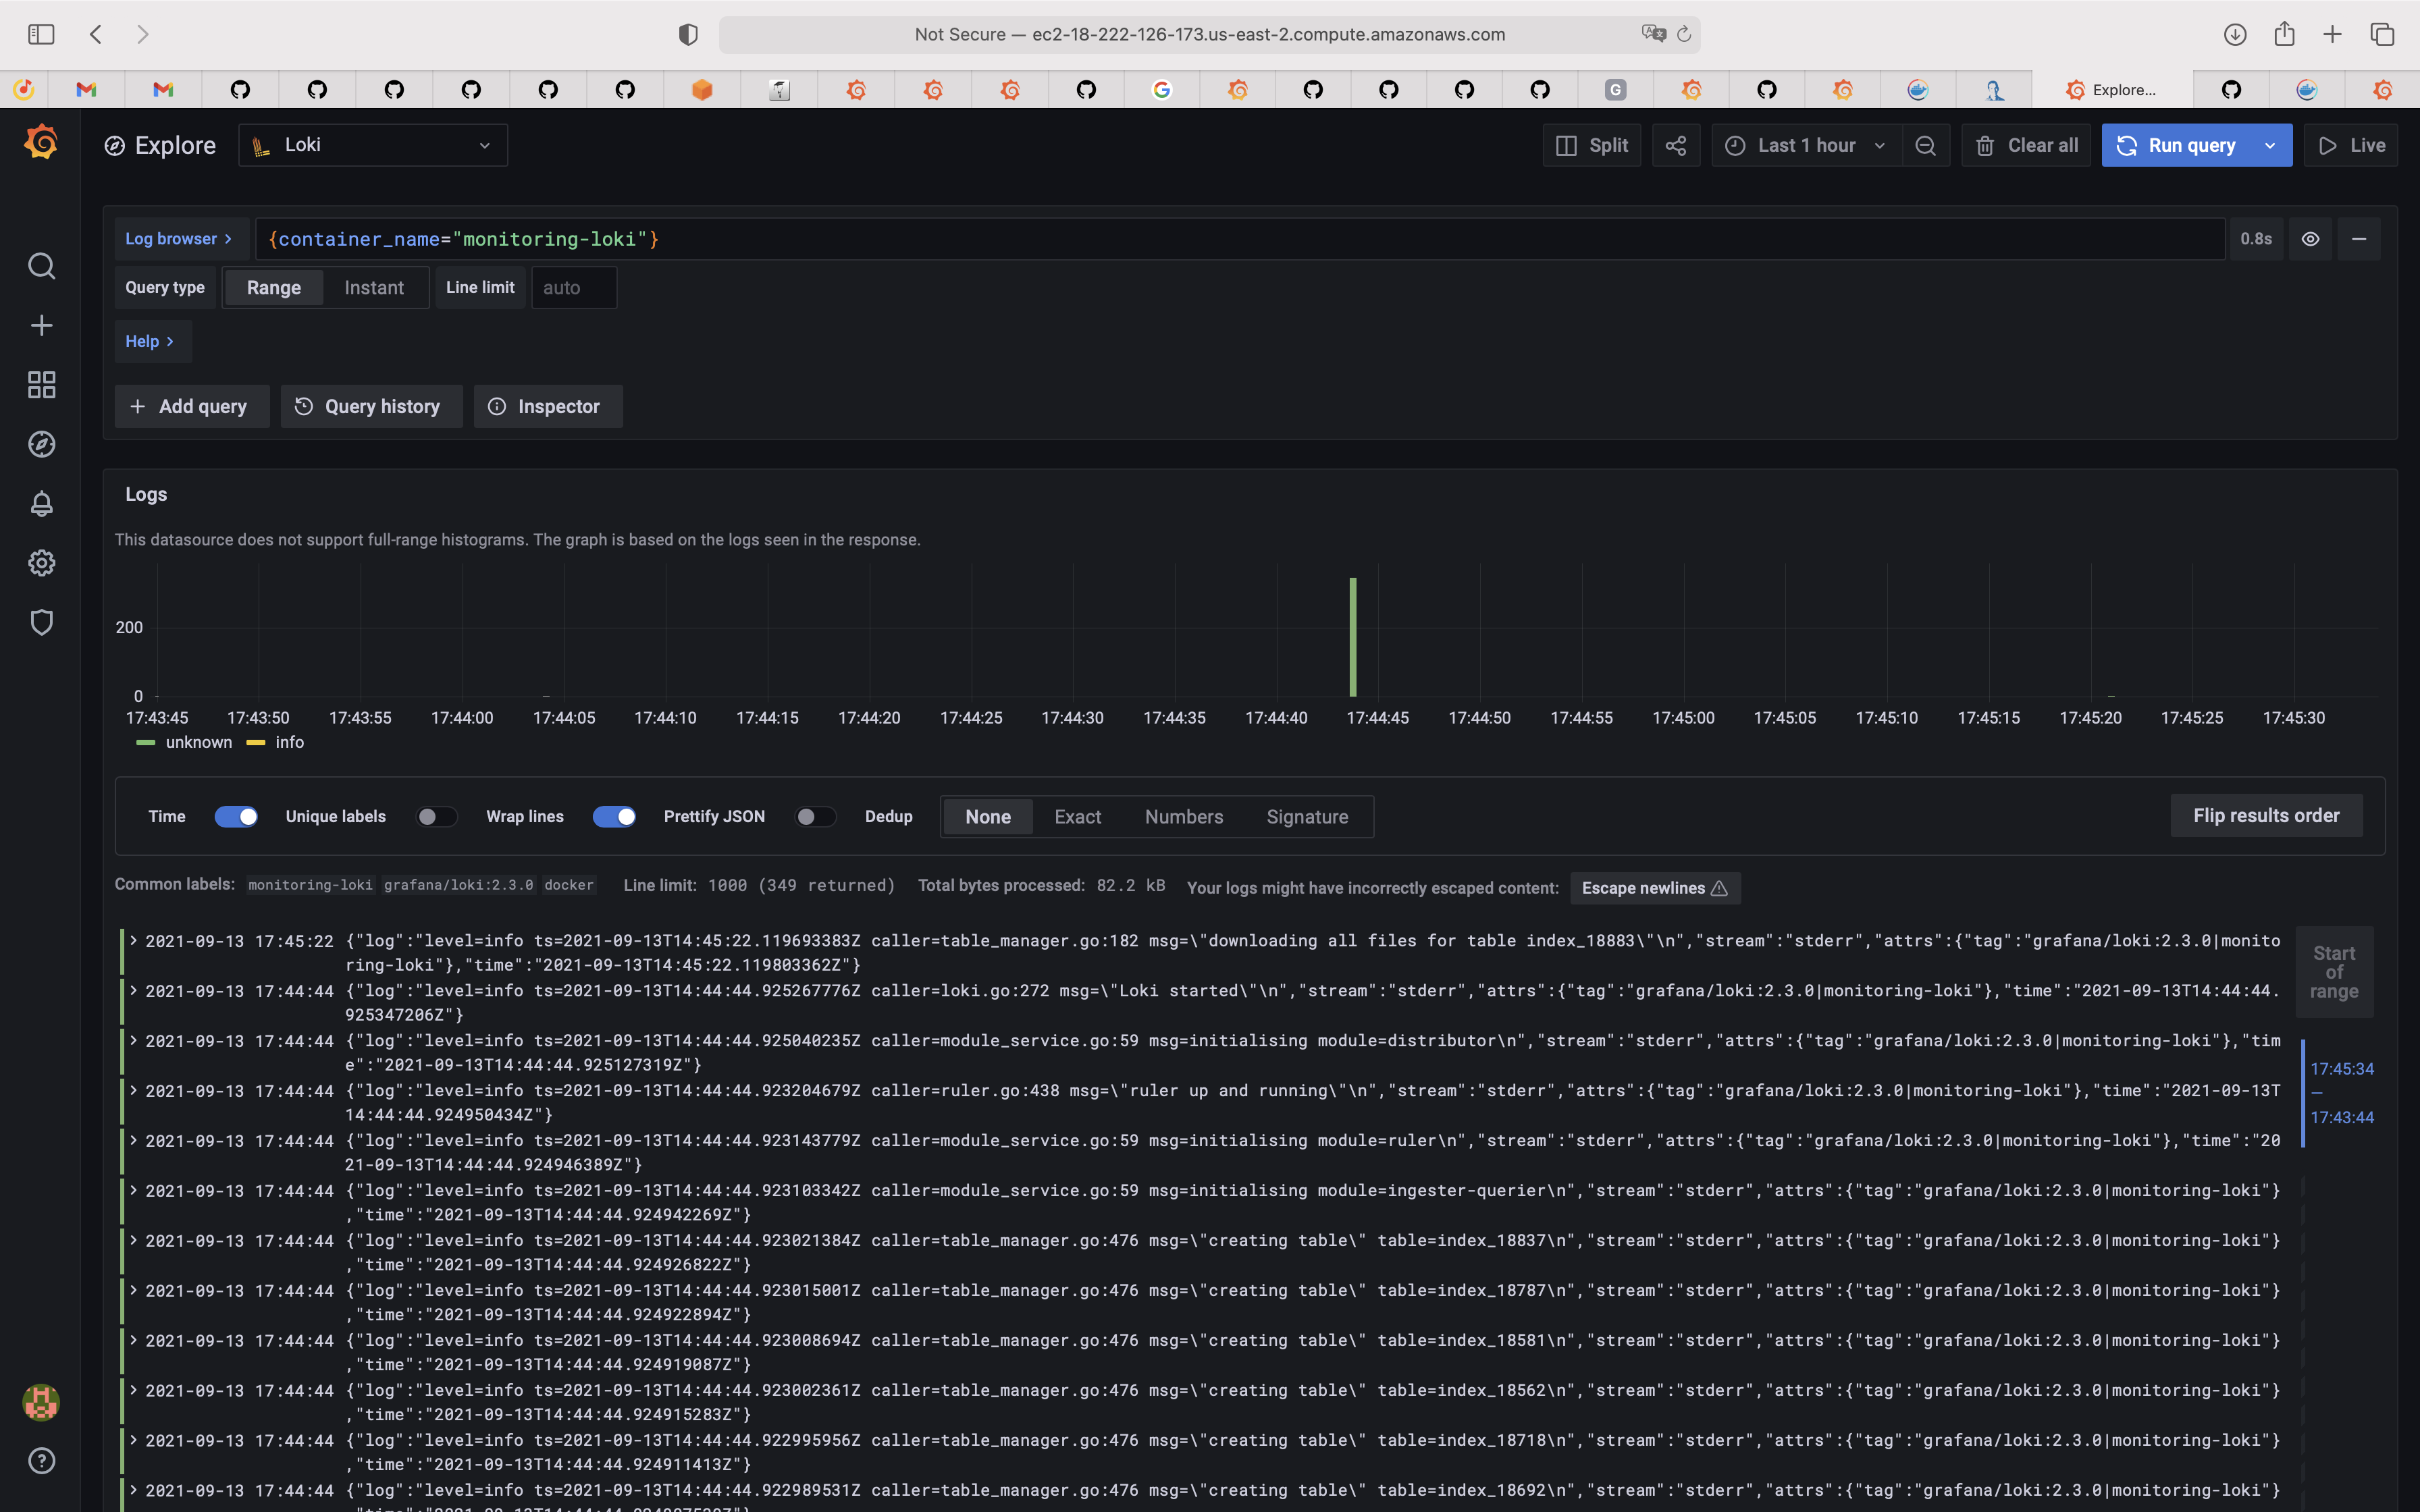 Not Secure — ec2-18-222-126-173.us-east-2.compute.amazonaws.com
G
G
Explore...
Explore
Loki
Split
Last 1 hour
Clear all
Run query
Live
Log browser >
{container_name="monitoring-loki"}
0.8s
Query type
Range
Instant
Line limit
auto
Help >
+ Add query
Query history
Inspector
Logs
This datasource does not support full-range histograms. The graph is based on the logs seen in the response.
200
0
17:43:45 17:43:50 17:43:55 17:44:00 17:44:05 17:44:10 17:44:15 17:44:20 17:44:25 17:44:30 17:44:35 17:44:40 17:44:45 17:44:50 17:44:55 17:45:00 17:45:05 17:45:10 17:45:15 17:45:20 17:45:25 17:45:30
unknown info
Time Unique labels Wrap lines Prettify JSON Dedup None Exact Numbers Signature
Flip results order
Common labels: monitoring-loki grafana/loki:2.3.0 docker Line limit: 1000 (349 returned) Total bytes processed: 82.2 kB Your logs might have incorrectly escaped content: Escape newlines
> 2021-09-13 17:45:22 {"log":"level=info ts=2021-09-13T14:45:22.119693383Z caller=table_manager.go:182 msg=\"downloading all files for table index_18883\"\n","stream":"stderr","attrs":{"tag":"grafana/loki:2.3.0|monito
ring-loki"},"time":"2021-09-13T14:45:22.119803362Z"}
> 2021-09-13 17:44:44 {"log":"level=info ts=2021-09-13T14:44:44.925267776Z caller=loki.go:272 msg=\"Loki started\"\n","stream":"stderr","attrs":{"tag":"grafana/loki:2.3.0|monitoring-loki"},"time":"2021-09-13T14:44:44.
925347206Z"}
> 2021-09-13 17:44:44 {"log":"level=info ts=2021-09-13T14:44:44.925040235Z caller=module_service.go:59 msg=initialising module=distributor\n","stream":"stderr","attrs":{"tag":"grafana/loki:2.3.0|monitoring-loki"},"tim
e":"2021-09-13T14:44:44.925127319Z"}
> 2021-09-13 17:44:44 {"log":"level=info ts=2021-09-13T14:44:44.923204679Z caller=ruler.go:438 msg=\"ruler up and running\"\n","stream":"stderr","attrs":{"tag":"grafana/loki:2.3.0|monitoring-loki"},"time":"2021-09-13T
14:44:44.924950434Z"}
> 2021-09-13 17:44:44 {"log":"level=info ts=2021-09-13T14:44:44.923143779Z caller=module_service.go:59 msg=initialising module=ruler\n","stream":"stderr","attrs":{"tag":"grafana/loki:2.3.0|monitoring-loki"},"time":"20
21-09-13T14:44:44.924946389Z"}
> 2021-09-13 17:44:44 {"log":"level=info ts=2021-09-13T14:44:44.923103342Z caller=module_service.go:59 msg=initialising module=ingester-querier\n","stream":"stderr","attrs":{"tag":"grafana/loki:2.3.0|monitoring-loki"}
,"time":"2021-09-13T14:44:44.924942269Z"}
> 2021-09-13 17:44:44 {"log":"level=info ts=2021-09-13T14:44:44.923021384Z caller=table_manager.go:476 msg=\"creating table\" table=index_18837\n","stream":"stderr","attrs":{"tag":"grafana/loki:2.3.0|monitoring-loki"}
,"time":"2021-09-13T14:44:44.924926822Z"}
> 2021-09-13 17:44:44 {"log":"level=info ts=2021-09-13T14:44:44.923015001Z caller=table_manager.go:476 msg=\"creating table\" table=index_18787\n","stream":"stderr","attrs":{"tag":"grafana/loki:2.3.0|monitoring-loki"}
,"time":"2021-09-13T14:44:44.924922894Z"}
> 2021-09-13 17:44:44 {"log":"level=info ts=2021-09-13T14:44:44.923008694Z caller=table_manager.go:476 msg=\"creating table\" table=index_18581\n","stream":"stderr","attrs":{"tag":"grafana/loki:2.3.0|monitoring-loki"}
,"time":"2021-09-13T14:44:44.924919087Z"}
> 2021-09-13 17:44:44 {"log":"level=info ts=2021-09-13T14:44:44.923002361Z caller=table_manager.go:476 msg=\"creating table\" table=index_18562\n","stream":"stderr","attrs":{"tag":"grafana/loki:2.3.0|monitoring-loki"}
,"time":"2021-09-13T14:44:44.924915283Z"}
> 2021-09-13 17:44:44 {"log":"level=info ts=2021-09-13T14:44:44.922995956Z caller=table_manager.go:476 msg=\"creating table\" table=index_18718\n","stream":"stderr","attrs":{"tag":"grafana/loki:2.3.0|monitoring-loki"}
,"time":"2021-09-13T14:44:44.924911413Z"}
> 2021-09-13 17:44:44 {"log":"level=info ts=2021-09-13T14:44:44.922989531Z caller=table_manager.go:476 msg=\"creating table\" table=index_18692\n","stream":"stderr","attrs":{"tag":"grafana/loki:2.3.0|monitoring-loki"}
Start
of
range
17:45:34
—
17:43:44